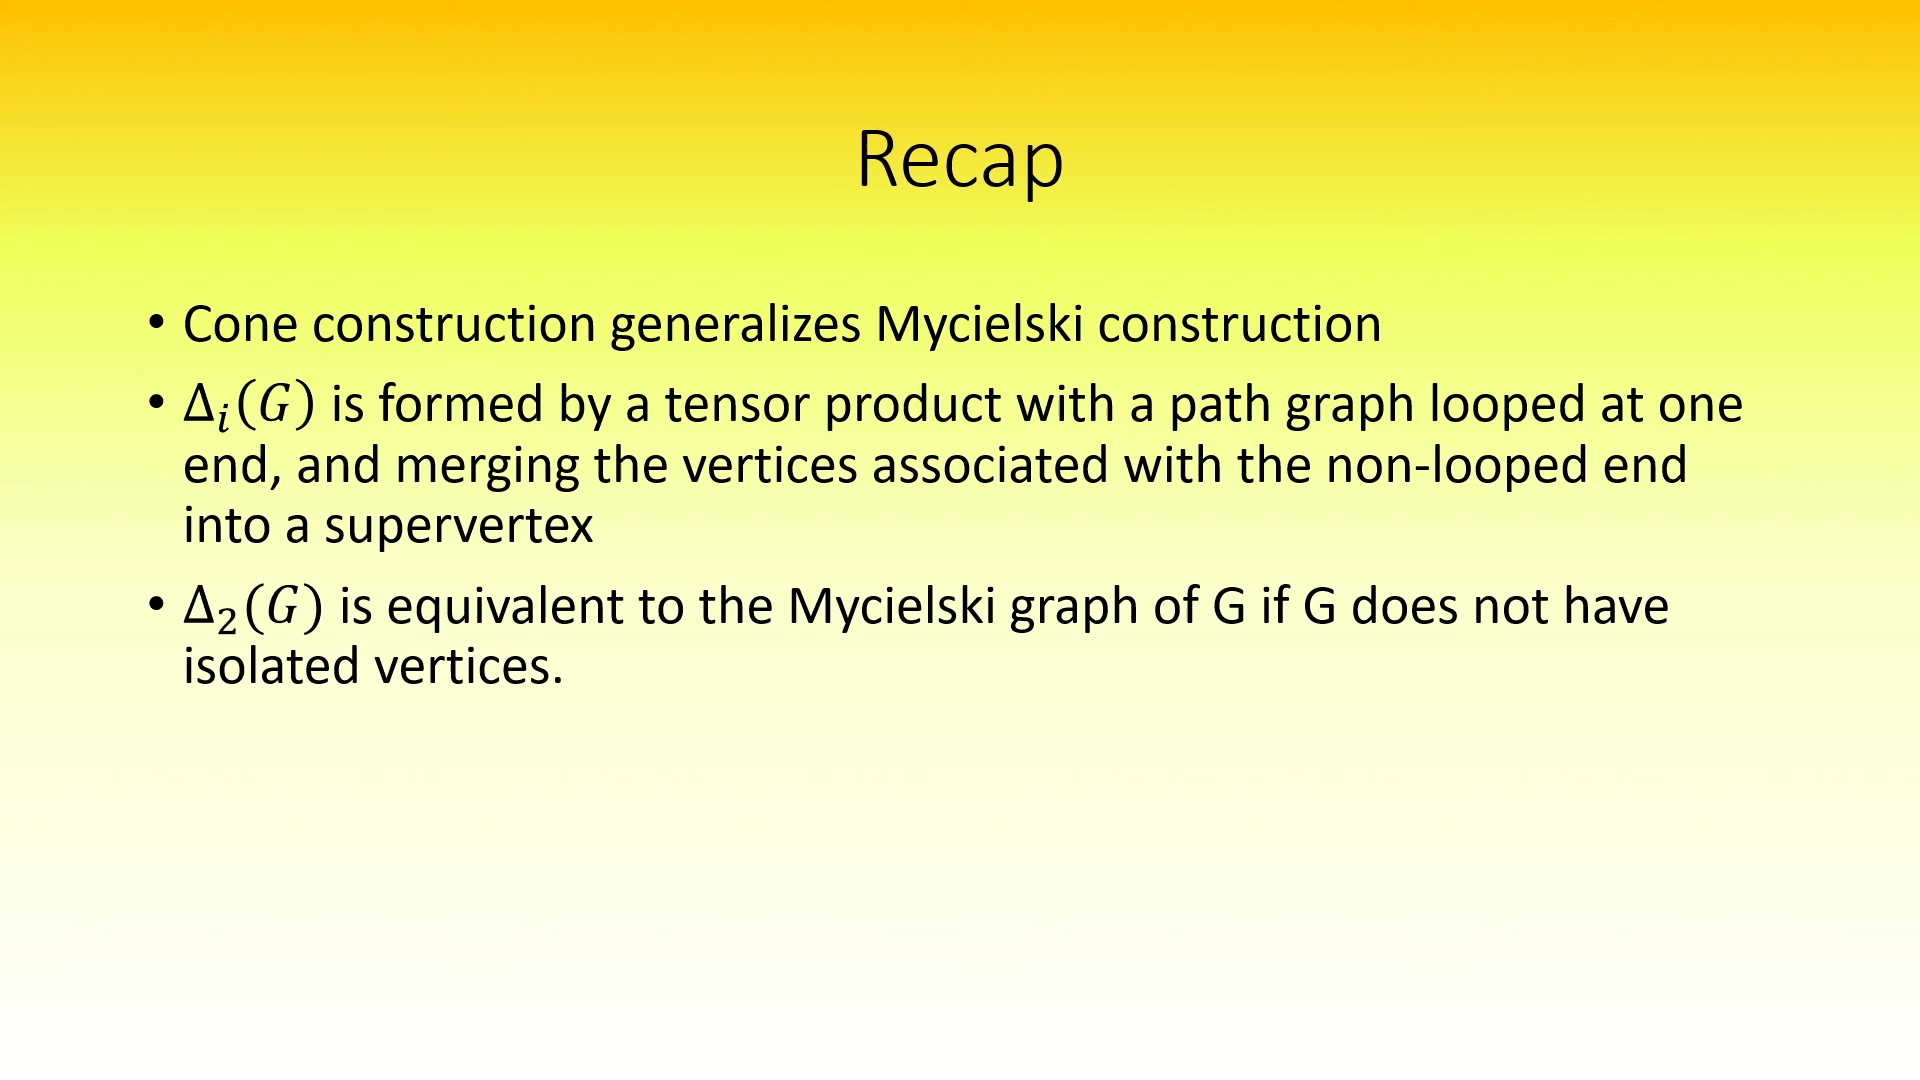 Recap
• Cone construction generalizes Mycielski construction
• Δᵢ(𝐺) is formed by a tensor product with a path graph looped at one
end, and merging the vertices associated with the non-looped end
into a supervertex
• Δ₂(𝐺) is equivalent to the Mycielski graph of G if G does not have
isolated vertices.